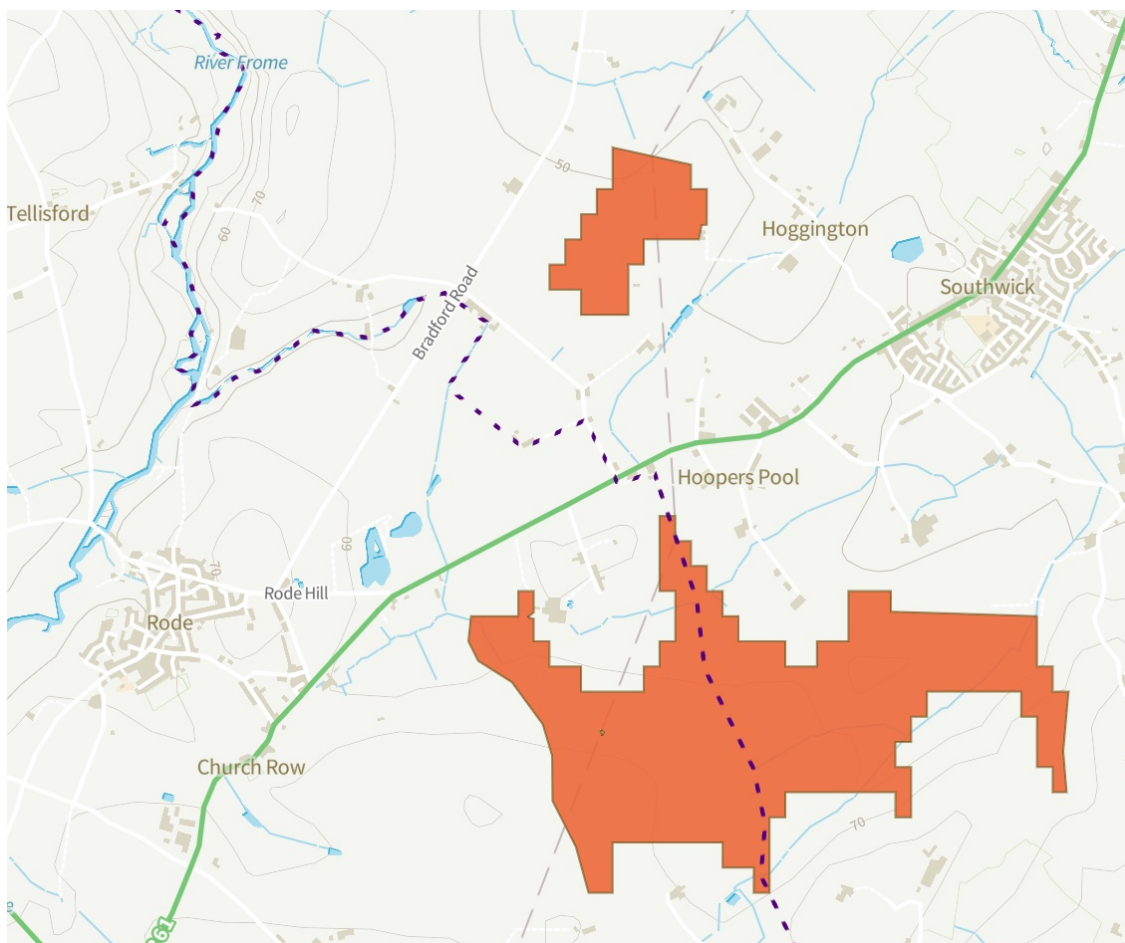 River Frome
50
70
60
Tellisford
Hoggington
Southwick
Bradford Road
Hoopers Pool
60
70
Rode Hill
Rode
Church Row
70